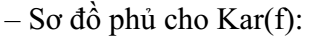 – Sơ đồ phủ cho Kar(f):